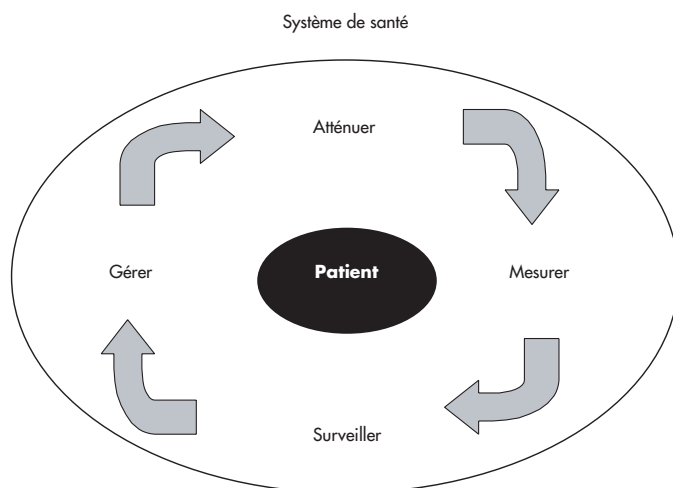 Système de santé
Atténuer
Gérer
Patient
Mesurer
Surveiller